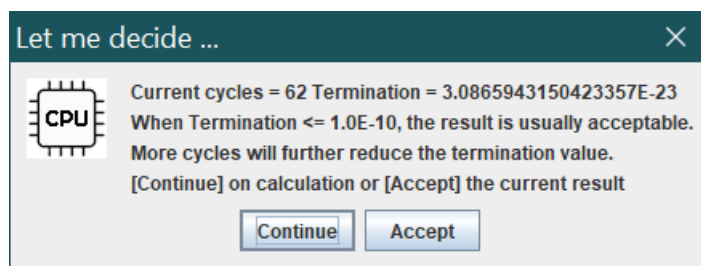 Let me decide ...
CPU
Current cycles = 62 Termination = 3.0865943150423357E-23
When Termination <= 1.0E-10, the result is usually acceptable.
More cycles will further reduce the termination value.
[Continue] on calculation or [Accept] the current result
Continue
Accept